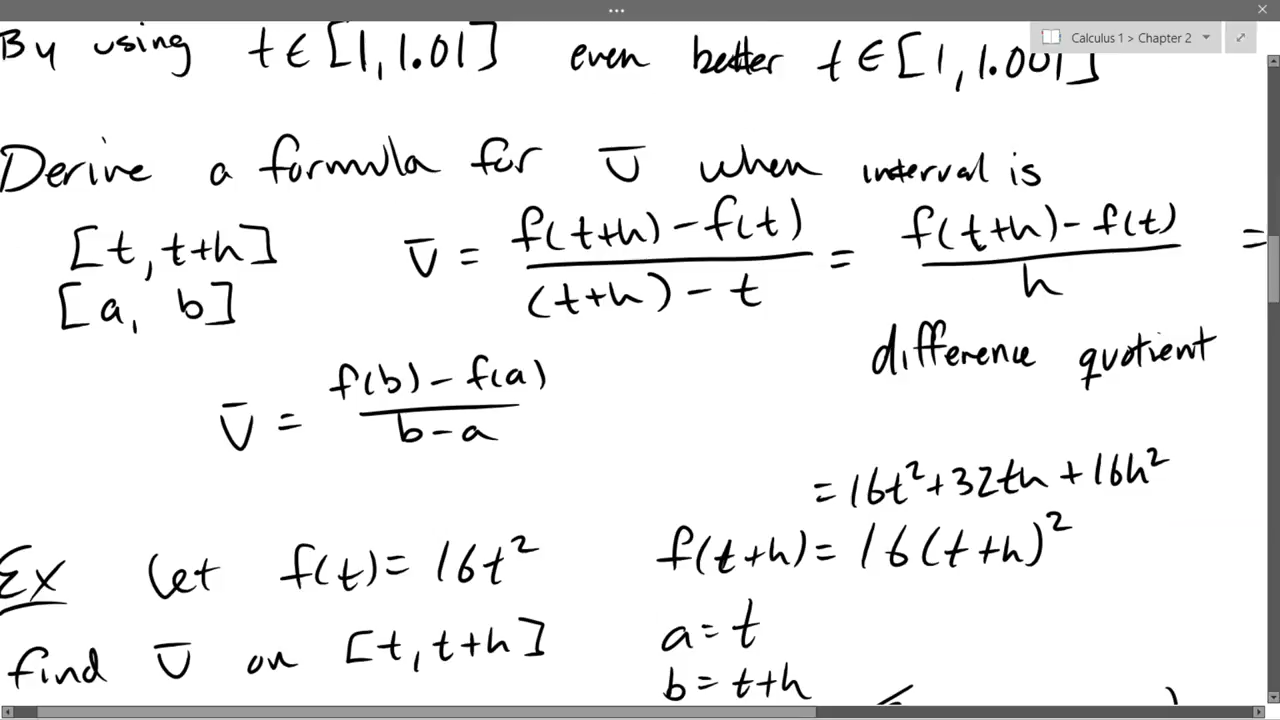 ...
Calculus 1 > Chapter 2
By using t ∈ [1, 1.01] even better t ∈ [1, 1.001]
Derive a formula for v̄ when interval is
[t, t+h] v̄ = (f(t+h) - f(t)) / ((t+h) - t) = (f(t+h) - f(t)) / h =
[a, b]
difference quotient
v̄ = (f(b) - f(a)) / (b - a)
= 16t² + 32th + 16h²
Ex Let f(t) = 16t² f(t+h) = 16(t+h)²
find v̄ on [t, t+h] a = t
b = t+h